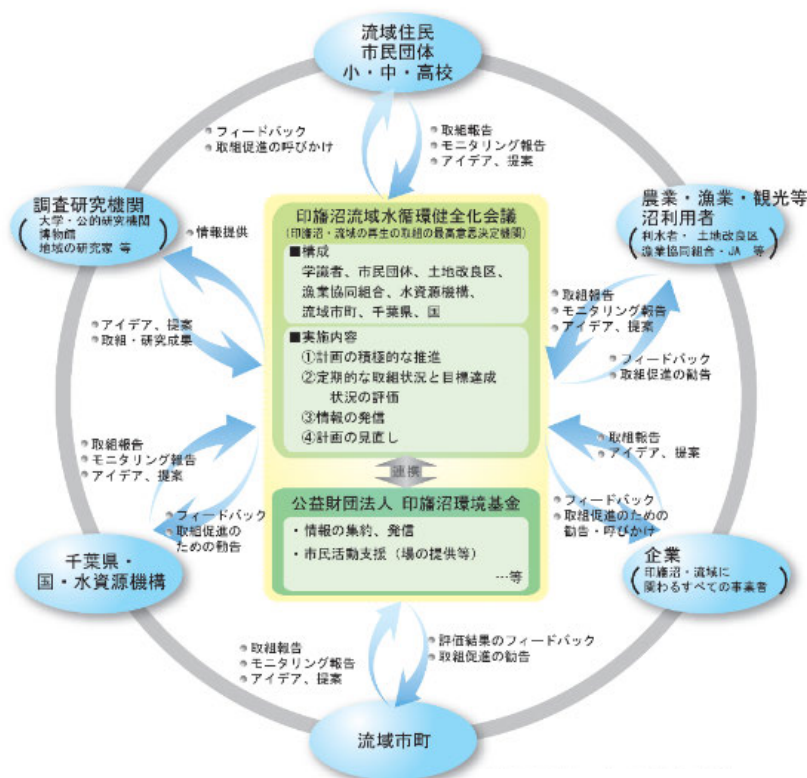 流域住民
市民団体
小・中・高校
フィードバック
取組促進の呼びかけ
取組報告
モニタリング報告
アイデア、提案
調査研究機関
(大学・公的研究機関
博物館
地域の研究家 等)
情報提供
アイデア、提案
取組・研究成果
印旛沼流域水循環健全化会議
(印旛沼・流域の再生の取組の最高意思決定機関)
■構成
学識者、市民団体、土地改良区、
漁業協同組合、水資源機構、
流域市町、千葉県、国
■実施内容
①計画の積極的な推進
②定期的な取組状況と目標達成
状況の評価
③情報の発信
④計画の見直し
連携
公益財団法人 印旛沼環境基金
・情報の集約、発信
・市民活動支援（場の提供等）
…等
農業・漁業・観光等
沼利用者
(利水者・土地改良区
漁業協同組合・JA 等)
取組報告
モニタリング報告
アイデア、提案
フィードバック
取組促進の勧告
取組報告
モニタリング報告
アイデア、提案
フィードバック
取組促進の
ための勧告
千葉県・
国・水資源機構
取組報告
アイデア、提案
フィードバック
取組促進のための
勧告・呼びかけ
企業
(印旛沼・流域に
関わるすべての事業者)
取組報告
モニタリング報告
アイデア、提案
評価結果のフィードバック
取組促進の勧告
流域市町